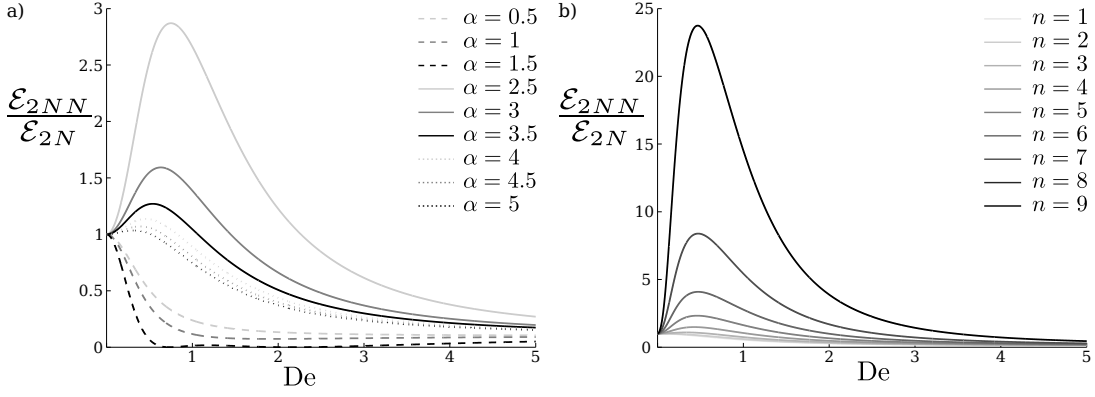 a)
3
2.5
2
1.5
1
0.5
0
1
2
3
4
5
De
ℰ2NN
ℰ2N
α = 0.5
α = 1
α = 1.5
α = 2.5
α = 3
α = 3.5
α = 4
α = 4.5
α = 5
b)
25
20
15
10
5
0
1
2
3
4
5
De
ℰ2NN
ℰ2N
n = 1
n = 2
n = 3
n = 4
n = 5
n = 6
n = 7
n = 8
n = 9